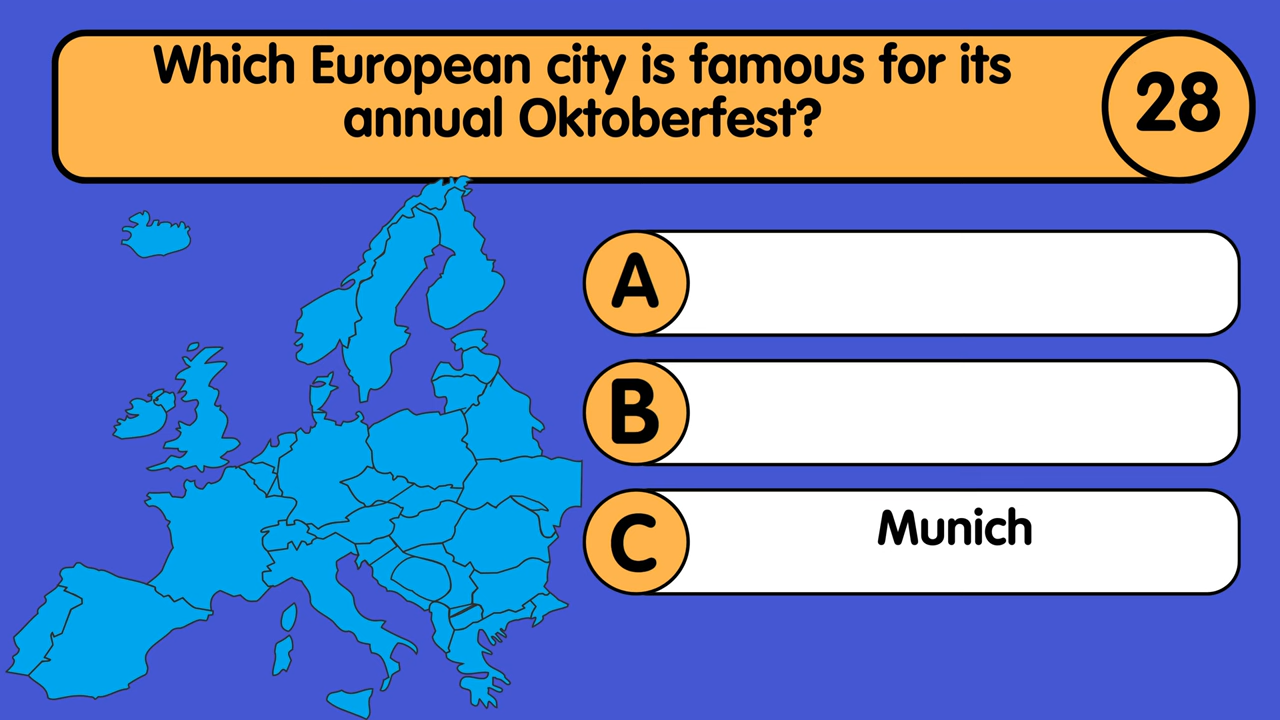 Which European city is famous for its
annual Oktoberfest?
28
A
B
C Munich